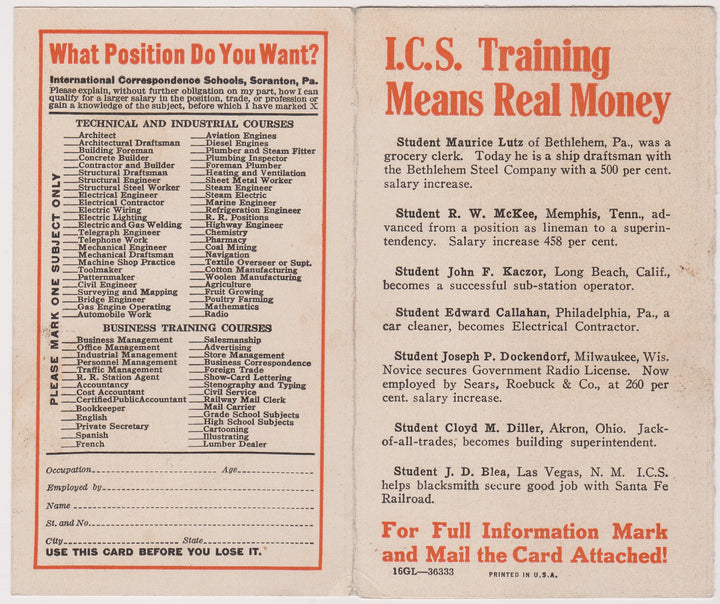 What Position Do You Want?
International Correspondence Schools, Scranton, Pa.
Please explain, without further obligation on my part, how I can
qualify for a larger salary in the position, trade, or profession or
gain a knowledge of the subject, before which I have marked X.
PLEASE MARK ONE SUBJECT ONLY
TECHNICAL AND INDUSTRIAL COURSES
Architect
Architectural Draftsman
Building Foreman
Concrete Builder
Contractor and Builder
Structural Draftsman
Structural Engineer
Structural Steel Worker
Electrical Engineer
Electrical Contractor
Electric Wiring
Electric Lighting
Electric and Gas Welding
Telegraph Engineer
Telephone Work
Mechanical Engineer
Mechanical Draftsman
Machine Shop Practice
Toolmaker
Patternmaker
Civil Engineer
Surveying and Mapping
Bridge Engineer
Gas Engine Operating
Automobile Work
Aviation Engines
Diesel Engines
Plumber and Steam Fitter
Plumbing Inspector
Foreman Plumber
Heating and Ventilation
Sheet Metal Worker
Steam Engineer
Steam Electric
Marine Engineer
Refrigeration Engineer
R. R. Positions
Highway Engineer
Chemistry
Pharmacy
Coal Mining
Navigation
Textile Overseer or Supt.
Cotton Manufacturing
Woolen Manufacturing
Agriculture
Fruit Growing
Poultry Farming
Mathematics
Radio
BUSINESS TRAINING COURSES
Business Management
Office Management
Industrial Management
Personnel Management
Traffic Management
R. R. Station Agent
Accountancy
Cost Accountant
Certified Public Accountant
Bookkeeper
English
Private Secretary
Spanish
French
Salesmanship
Advertising
Store Management
Business Correspondence
Foreign Trade
Show-Card Lettering
Stenography and Typing
Civil Service
Railway Mail Clerk
Mail Carrier
Grade School Subjects
High School Subjects
Cartooning
Illustrating
Lumber Dealer
Occupation Age
Employed by
Name
St. and No.
City State
USE THIS CARD BEFORE YOU LOSE IT.
I.C.S. Training
Means Real Money
Student Maurice Lutz of Bethlehem, Pa., was a
grocery clerk. Today he is a ship draftsman with
the Bethlehem Steel Company with a 500 per cent.
salary increase.
Student R. W. McKee, Memphis, Tenn., ad-
vanced from a position as lineman to a superin-
tendency. Salary increase 458 per cent.
Student John F. Kaczor, Long Beach, Calif.,
becomes a successful sub-station operator.
Student Edward Callahan, Philadelphia, Pa., a
car cleaner, becomes Electrical Contractor.
Student Joseph P. Dockendorf, Milwaukee, Wis.
Novice secures Government Radio License. Now
employed by Sears, Roebuck & Co., at 260 per
cent. salary increase.
Student Cloyd M. Diller, Akron, Ohio. Jack-
of-all-trades, becomes building superintendent.
Student J. D. Blea, Las Vegas, N. M. I.C.S.
helps blacksmith secure good job with Santa Fe
Railroad.
For Full Information Mark
and Mail the Card Attached!
16GL—36333 PRINTED IN U.S.A.